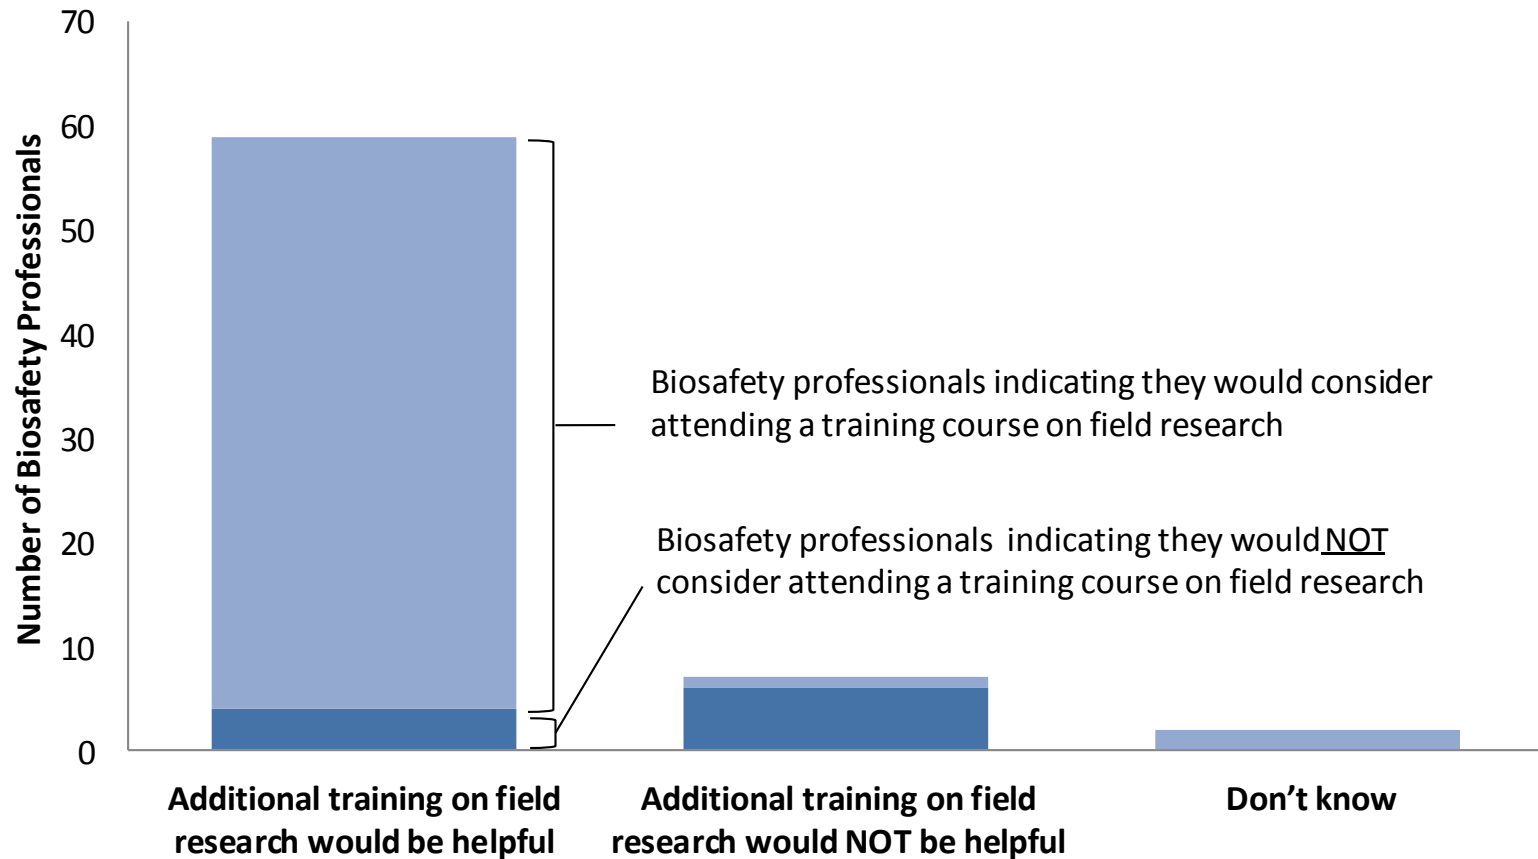 70
60
50
40
30
20
10
0
Number of Biosafety Professionals
Biosafety professionals indicating they would consider
attending a training course on field research
Biosafety professionals indicating they would NOT
consider attending a training course on field research
Additional training on field
research would be helpful
Additional training on field
research would NOT be helpful
Don’t know